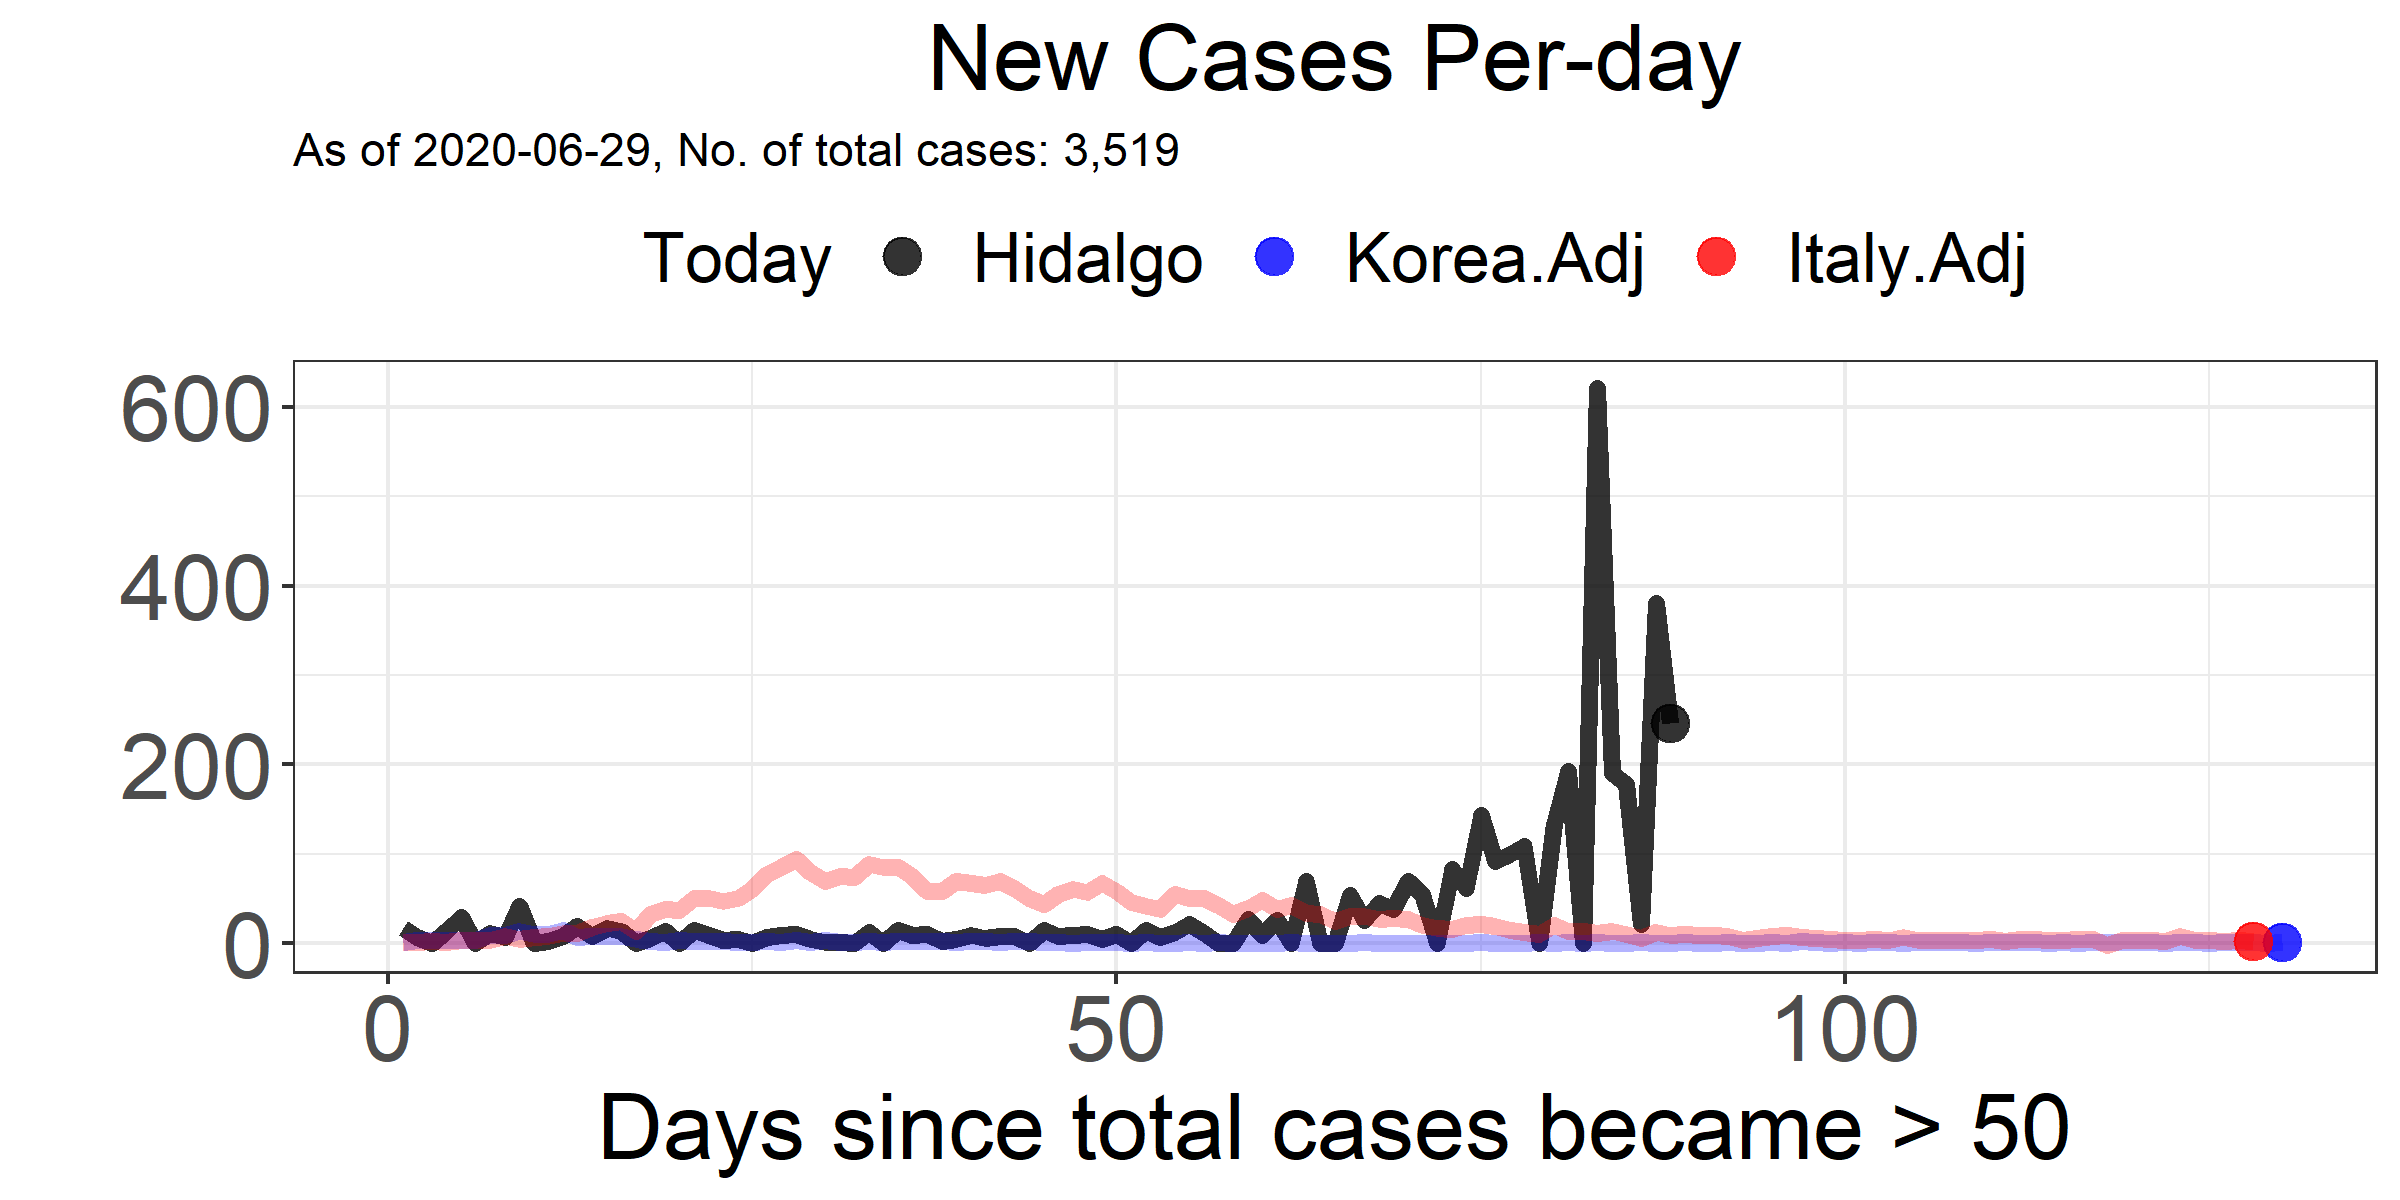 New Cases Per-day
As of 2020-06-29, No. of total cases: 3,519
Today Hidalgo Korea.Adj Italy.Adj
600
400
200
0
0 50 100
Days since total cases became > 50